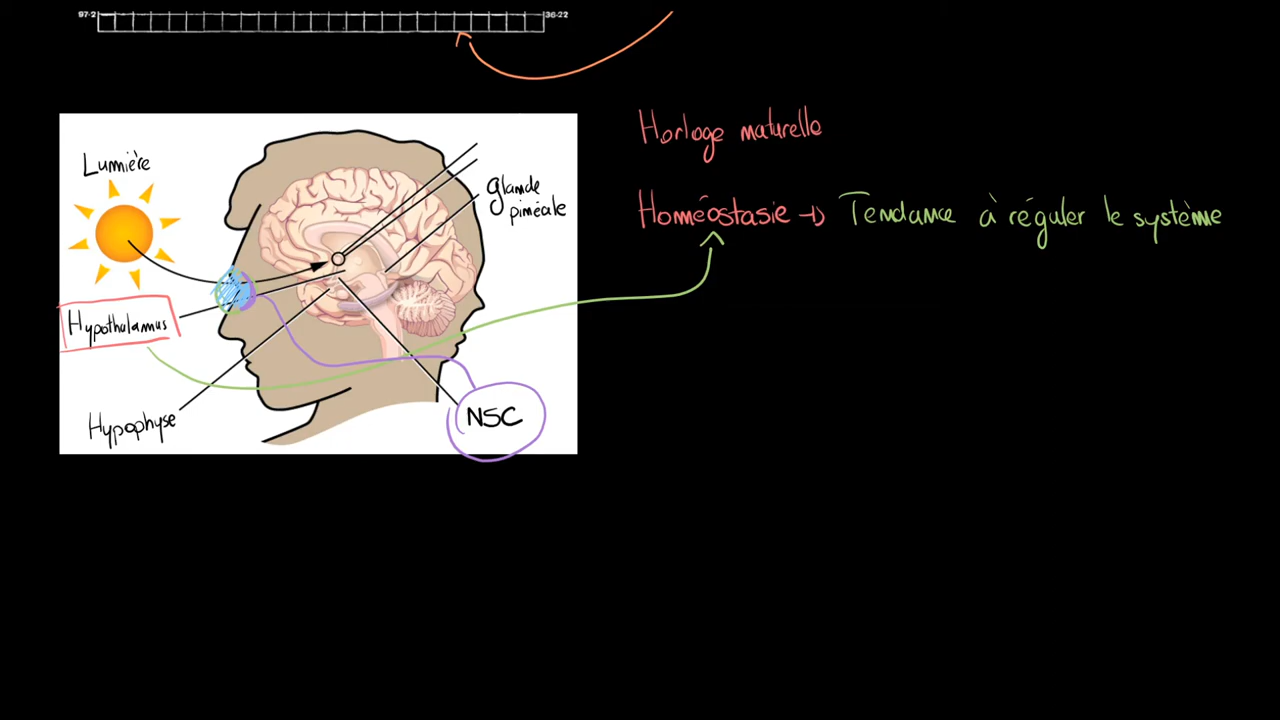 97-2 36-22
Lumière
glande
pinéale
Hypothalamus
Hypophyse
NSC
Horloge naturelle
Homéostasie → Tendance à réguler le système